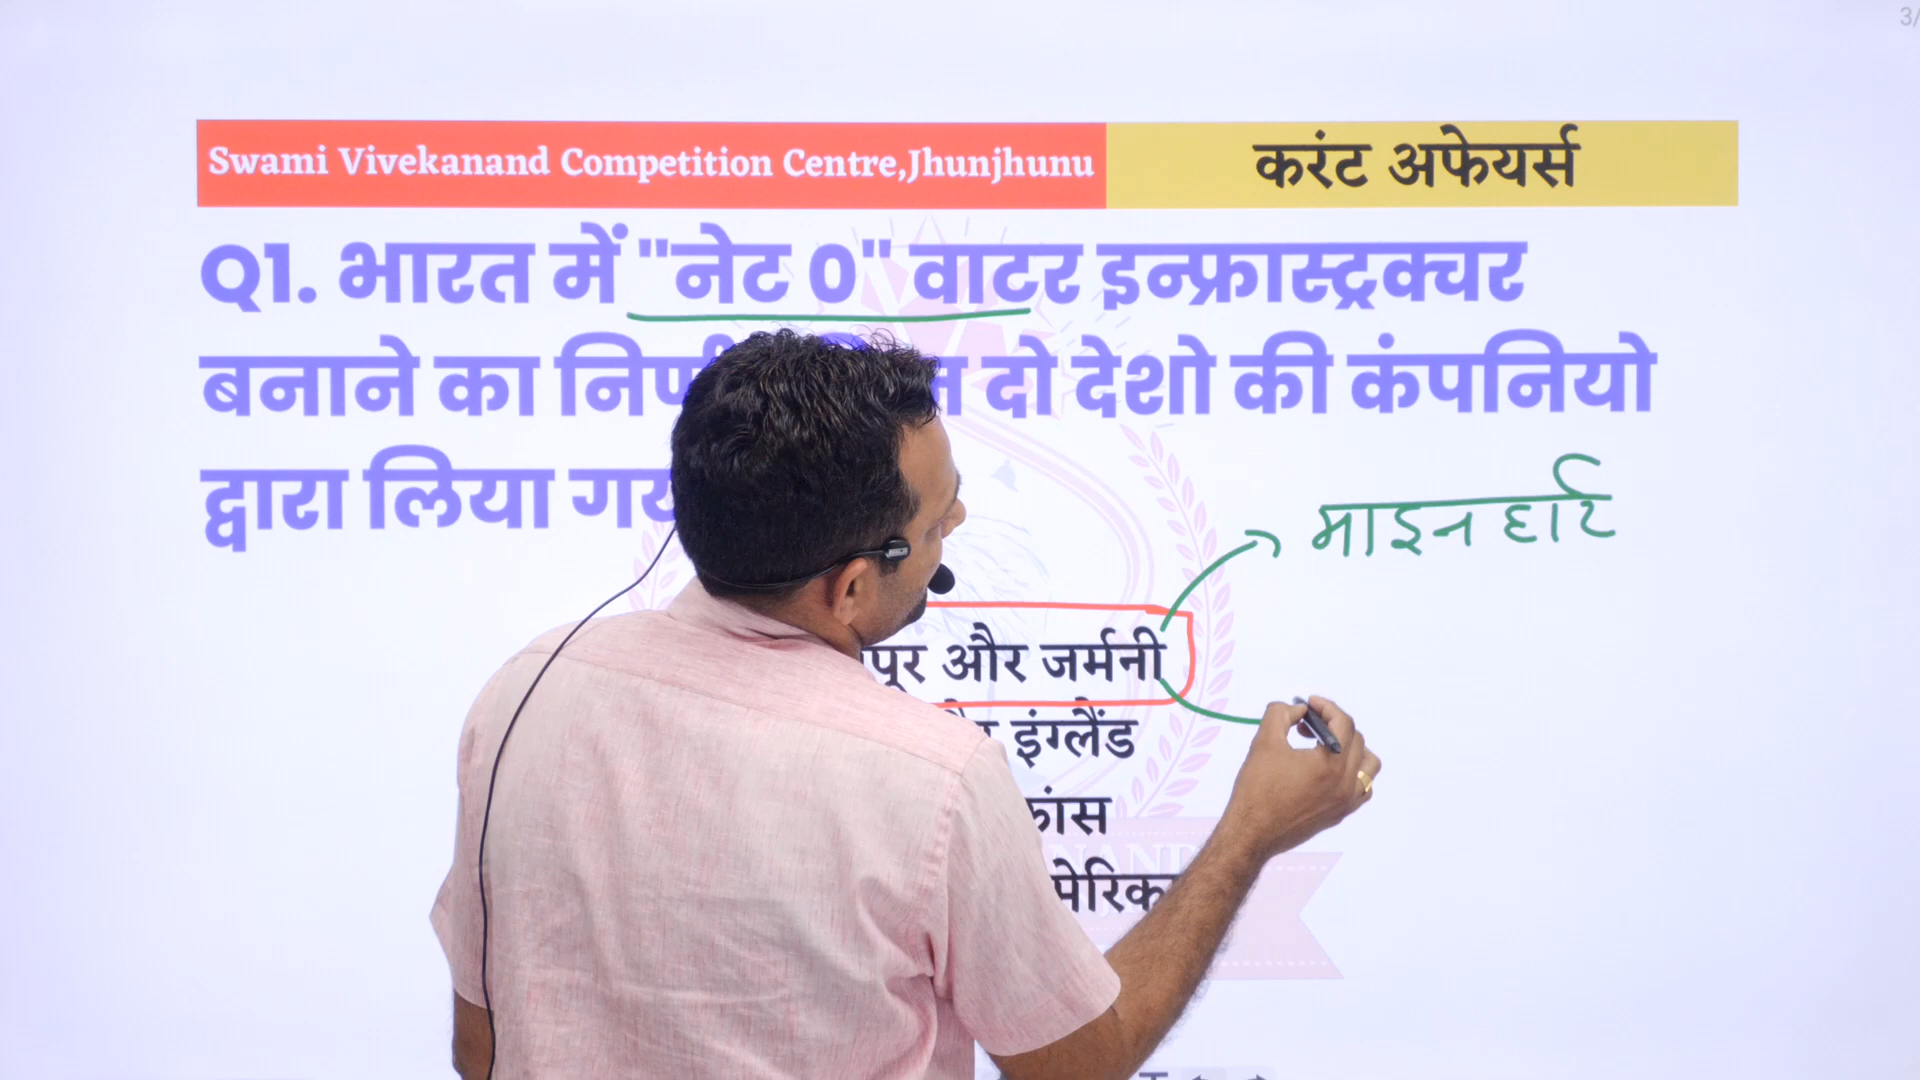 3/
Swami Vivekanand Competition Centre,Jhunjhunu
करंट अफेयर्स
Q1. भारत में "नेट 0" वाटर इन्फ्रास्ट्रक्चर
बनाने का दो देशो की कंपनियो
द्वारा लिया
माइन हार्ट
और जर्मनी
इंग्लैंड